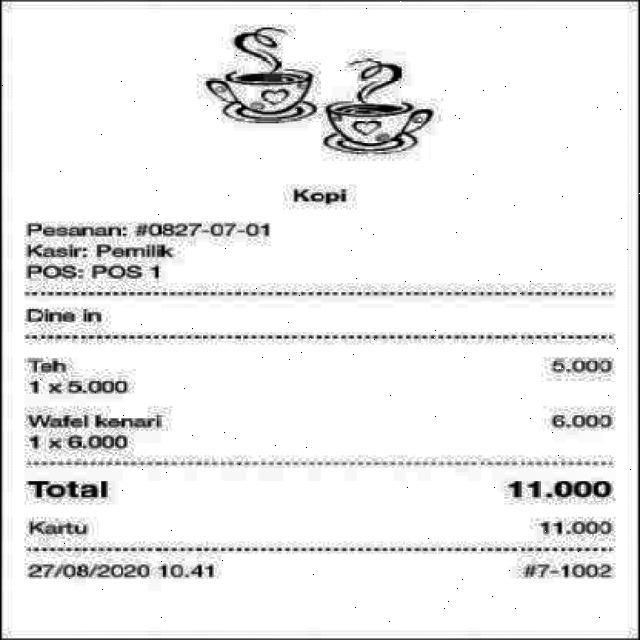 Kopi
Pesanan: #0827-07-01
Kasir: Pemilik
POS: POS 1
Dine in
Teh 5.000
1 x 5.000
Wafel kenari 6.000
1 x 6.000
Total 11.000
Kartu 11.000
27/08/2020 10.41 #7-1002